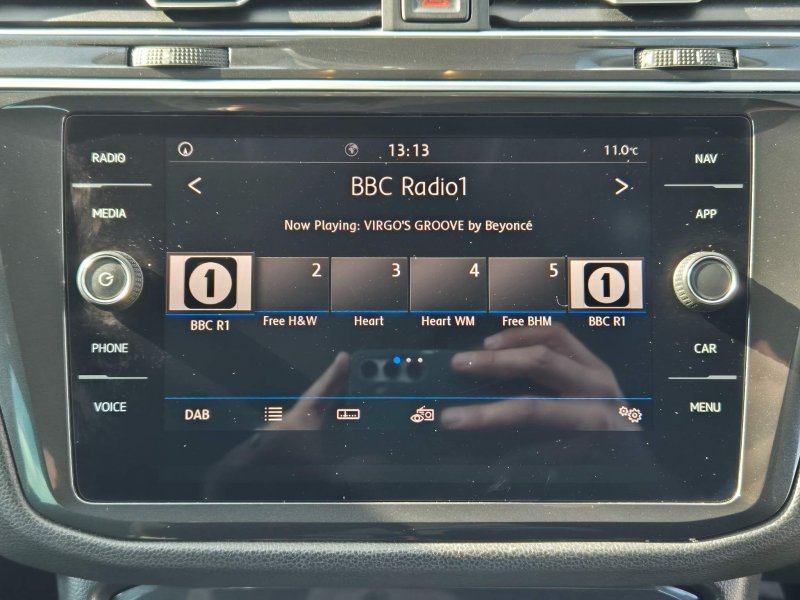 RADIO
MEDIA
PHONE
VOICE
13:13
11.0°C
< BBC Radio1 >
Now Playing: VIRGO'S GROOVE by Beyoncé
1 2 3 4 5 1
BBC R1 Free H&W Heart Heart WM Free BHM BBC R1
DAB
NAV
APP
CAR
MENU